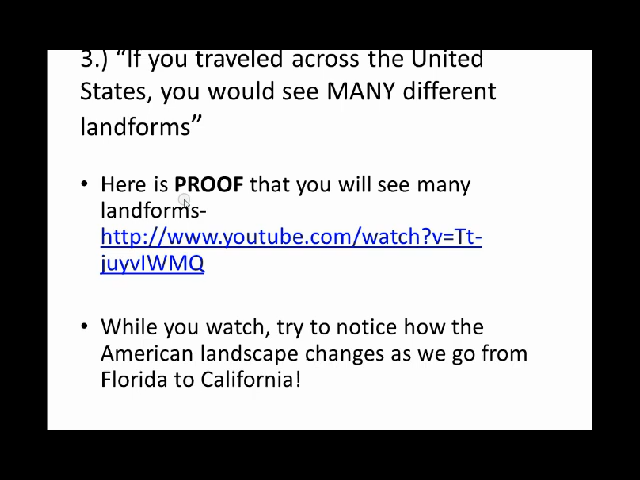 3.) “If you traveled across the United
States, you would see MANY different
landforms”
• Here is PROOF that you will see many
landforms-
http://www.youtube.com/watch?v=Tt-
juyvIWMQ
• While you watch, try to notice how the
American landscape changes as we go from
Florida to California!